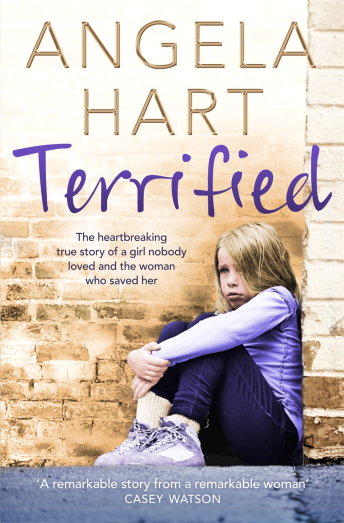 ANGELA
HART
Terrified
The heartbreaking
true story of a girl nobody
loved and the woman
who saved her
‘A remarkable story from a remarkable woman’
CASEY WATSON